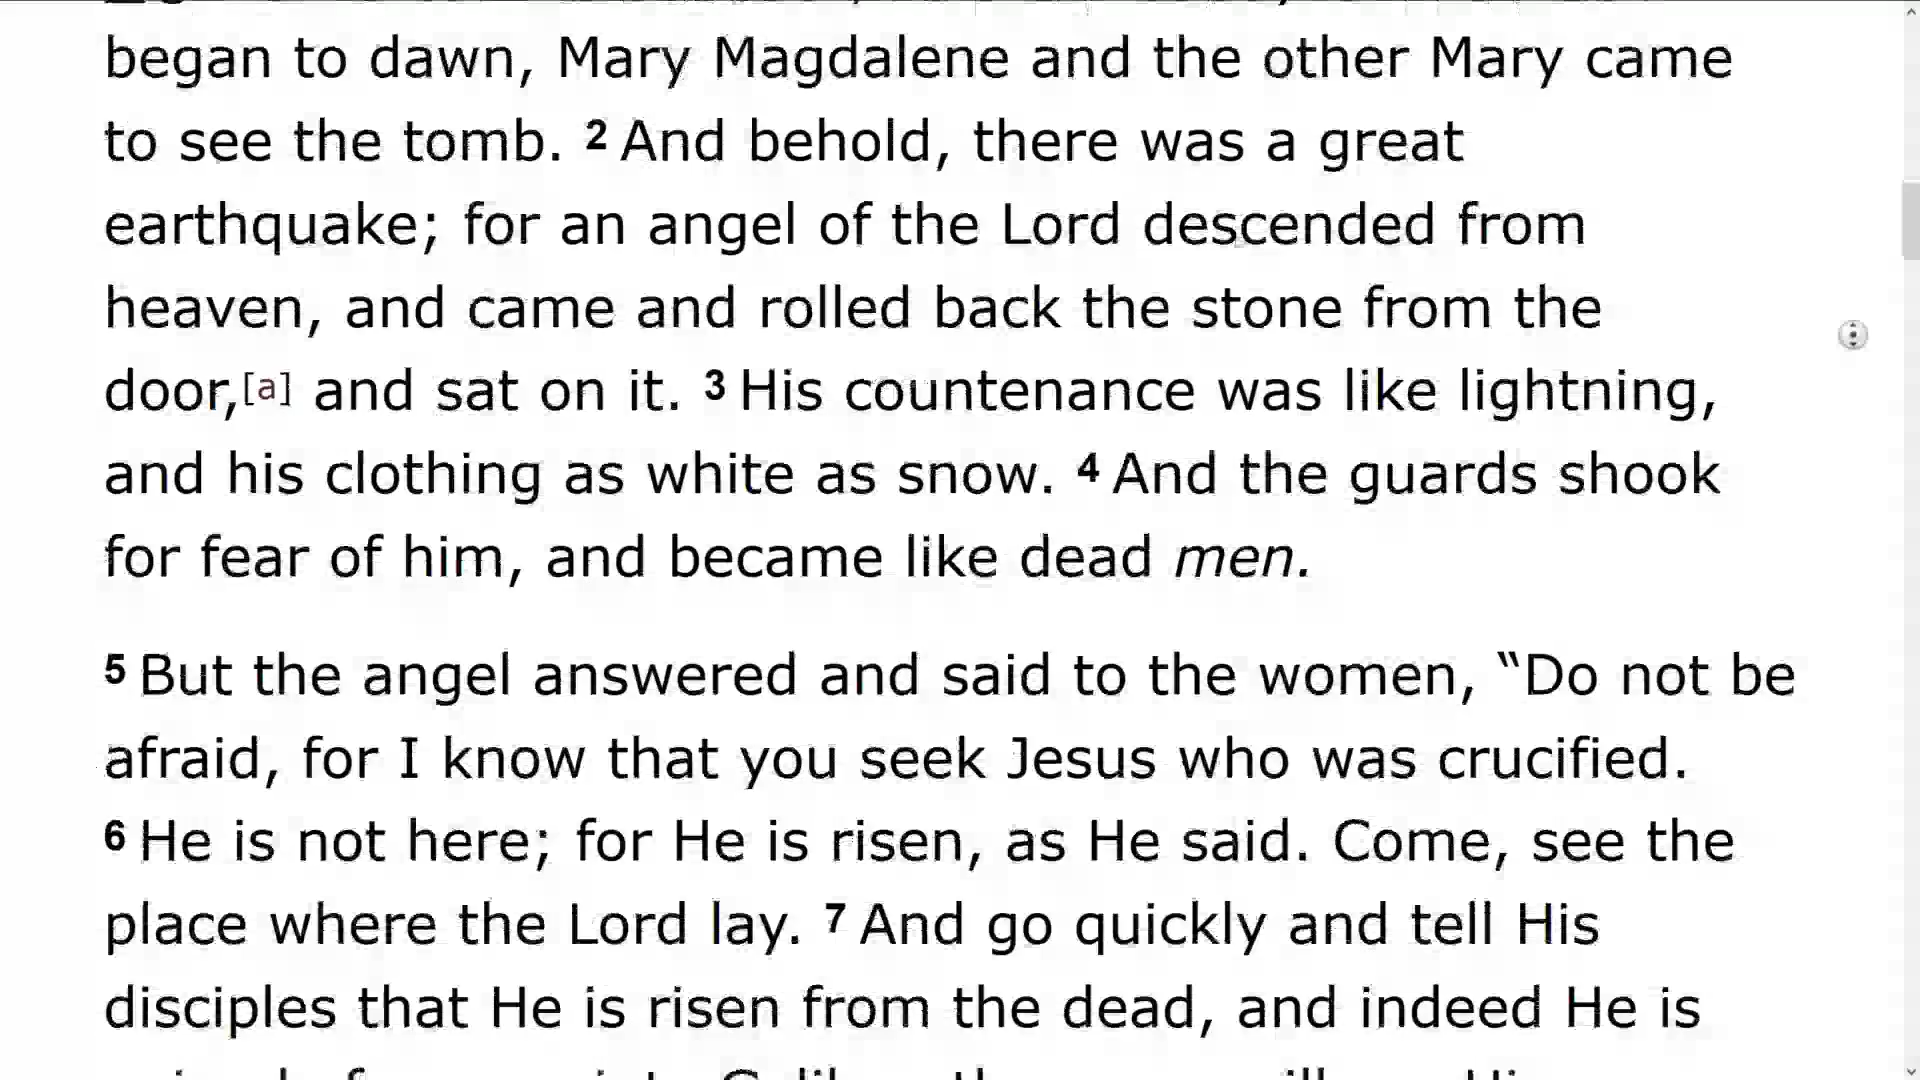 began to dawn, Mary Magdalene and the other Mary came
to see the tomb. 2 And behold, there was a great
earthquake; for an angel of the Lord descended from
heaven, and came and rolled back the stone from the
door,[a] and sat on it. 3 His countenance was like lightning,
and his clothing as white as snow. 4 And the guards shook
for fear of him, and became like dead men.
5 But the angel answered and said to the women, “Do not be
afraid, for I know that you seek Jesus who was crucified.
6 He is not here; for He is risen, as He said. Come, see the
place where the Lord lay. 7 And go quickly and tell His
disciples that He is risen from the dead, and indeed He is